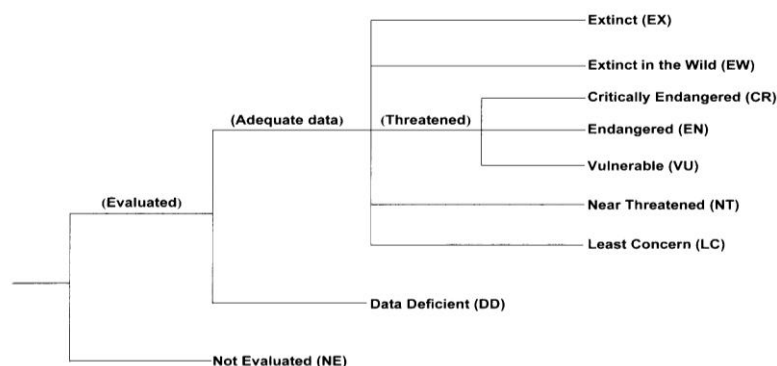 Extinct (EX)
Extinct in the Wild (EW)
Critically Endangered (CR)
(Adequate data)
(Threatened)
Endangered (EN)
Vulnerable (VU)
(Evaluated)
Near Threatened (NT)
Least Concern (LC)
Data Deficient (DD)
Not Evaluated (NE)